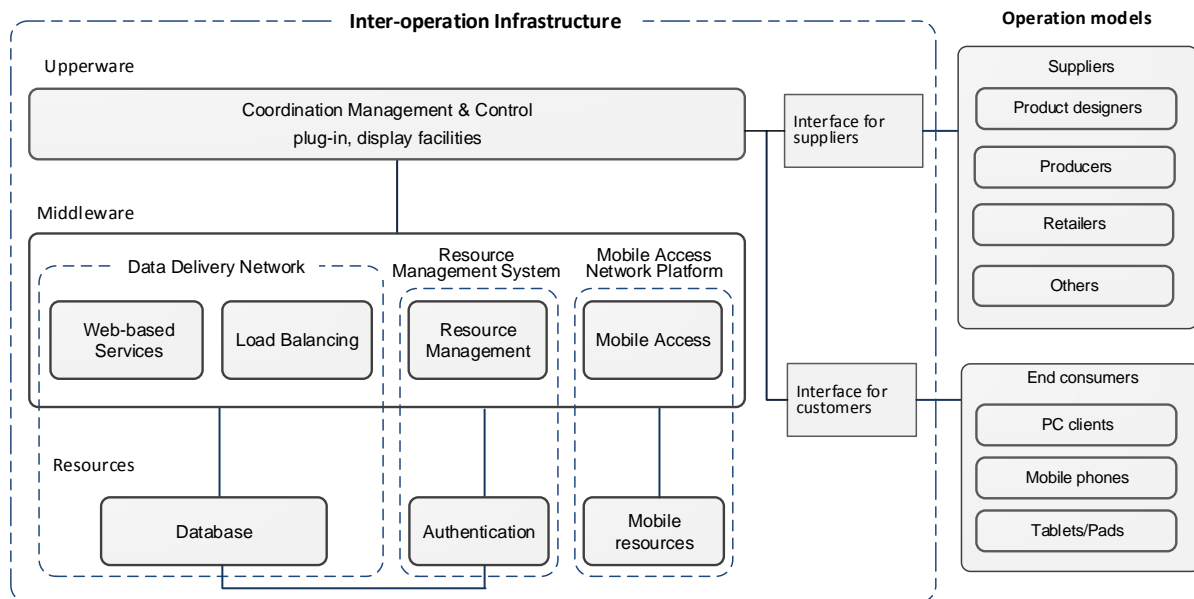 Inter-operation Infrastructure
Operation models
Upperware
Coordination Management & Control
plug-in, display facilities
Interface for
suppliers
Suppliers
Product designers
Producers
Retailers
Others
Middleware
Data Delivery Network
Resource
Management System
Mobile Access
Network Platform
Web-based
Services
Load Balancing
Resource
Management
Mobile Access
Interface for
customers
End consumers
PC clients
Mobile phones
Tablets/Pads
Resources
Database
Authentication
Mobile
resources